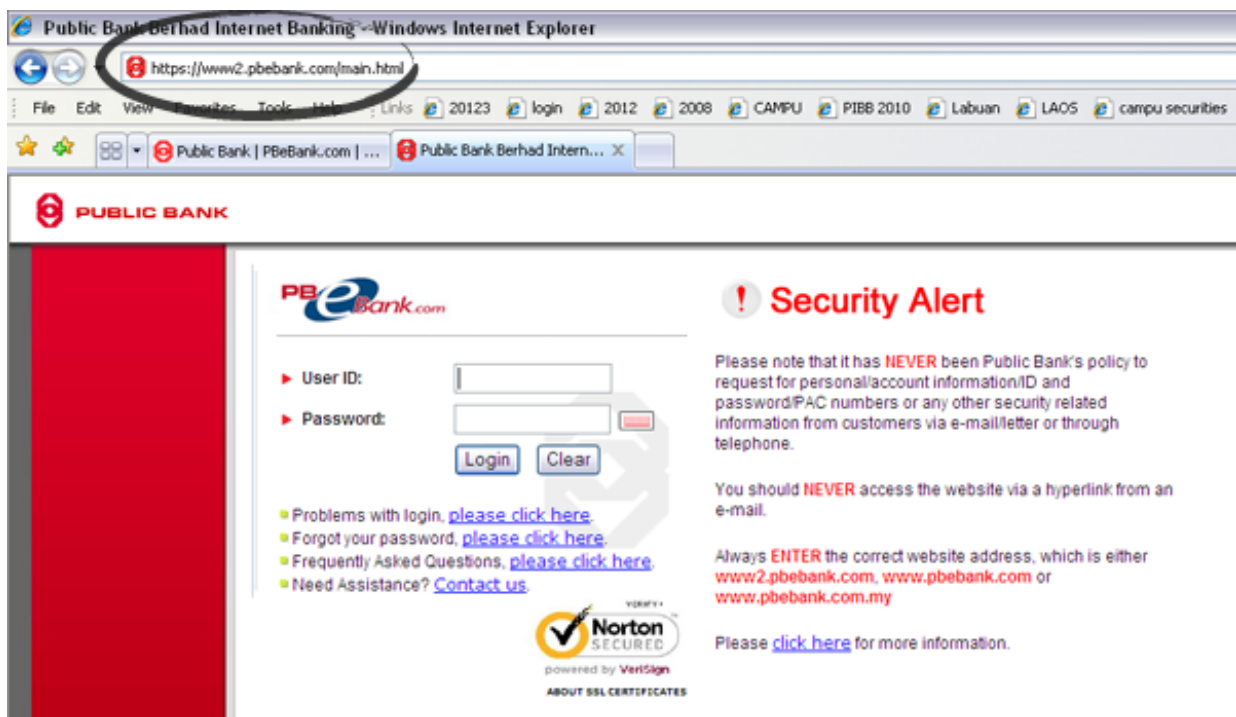 Public Bank Berhad Internet Banking - Windows Internet Explorer
https://www2.pbebank.com/main.html
File Edit View Favorites Tools Help Links 20123 login 2012 2008 CAMPU PIBB 2010 Labuan LAOS campu securities
Public Bank | PBeBank.com | ... Public Bank Berhad Intern... X
PUBLIC BANK
PBeBank.com
User ID:
Password:
Login Clear
Problems with login, please click here.
Forgot your password, please click here.
Frequently Asked Questions, please click here.
Need Assistance? Contact us.
VERIFY
Norton
SECURED
powered by VeriSign
ABOUT SSL CERTIFICATES
! Security Alert
Please note that it has NEVER been Public Bank's policy to
request for personal/account information/ID and
password/PAC numbers or any other security related
information from customers via e-mail/letter or through
telephone.
You should NEVER access the website via a hyperlink from an
e-mail.
Always ENTER the correct website address, which is either
www2.pbebank.com, www.pbebank.com or
www.pbebank.com.my
Please click here for more information.